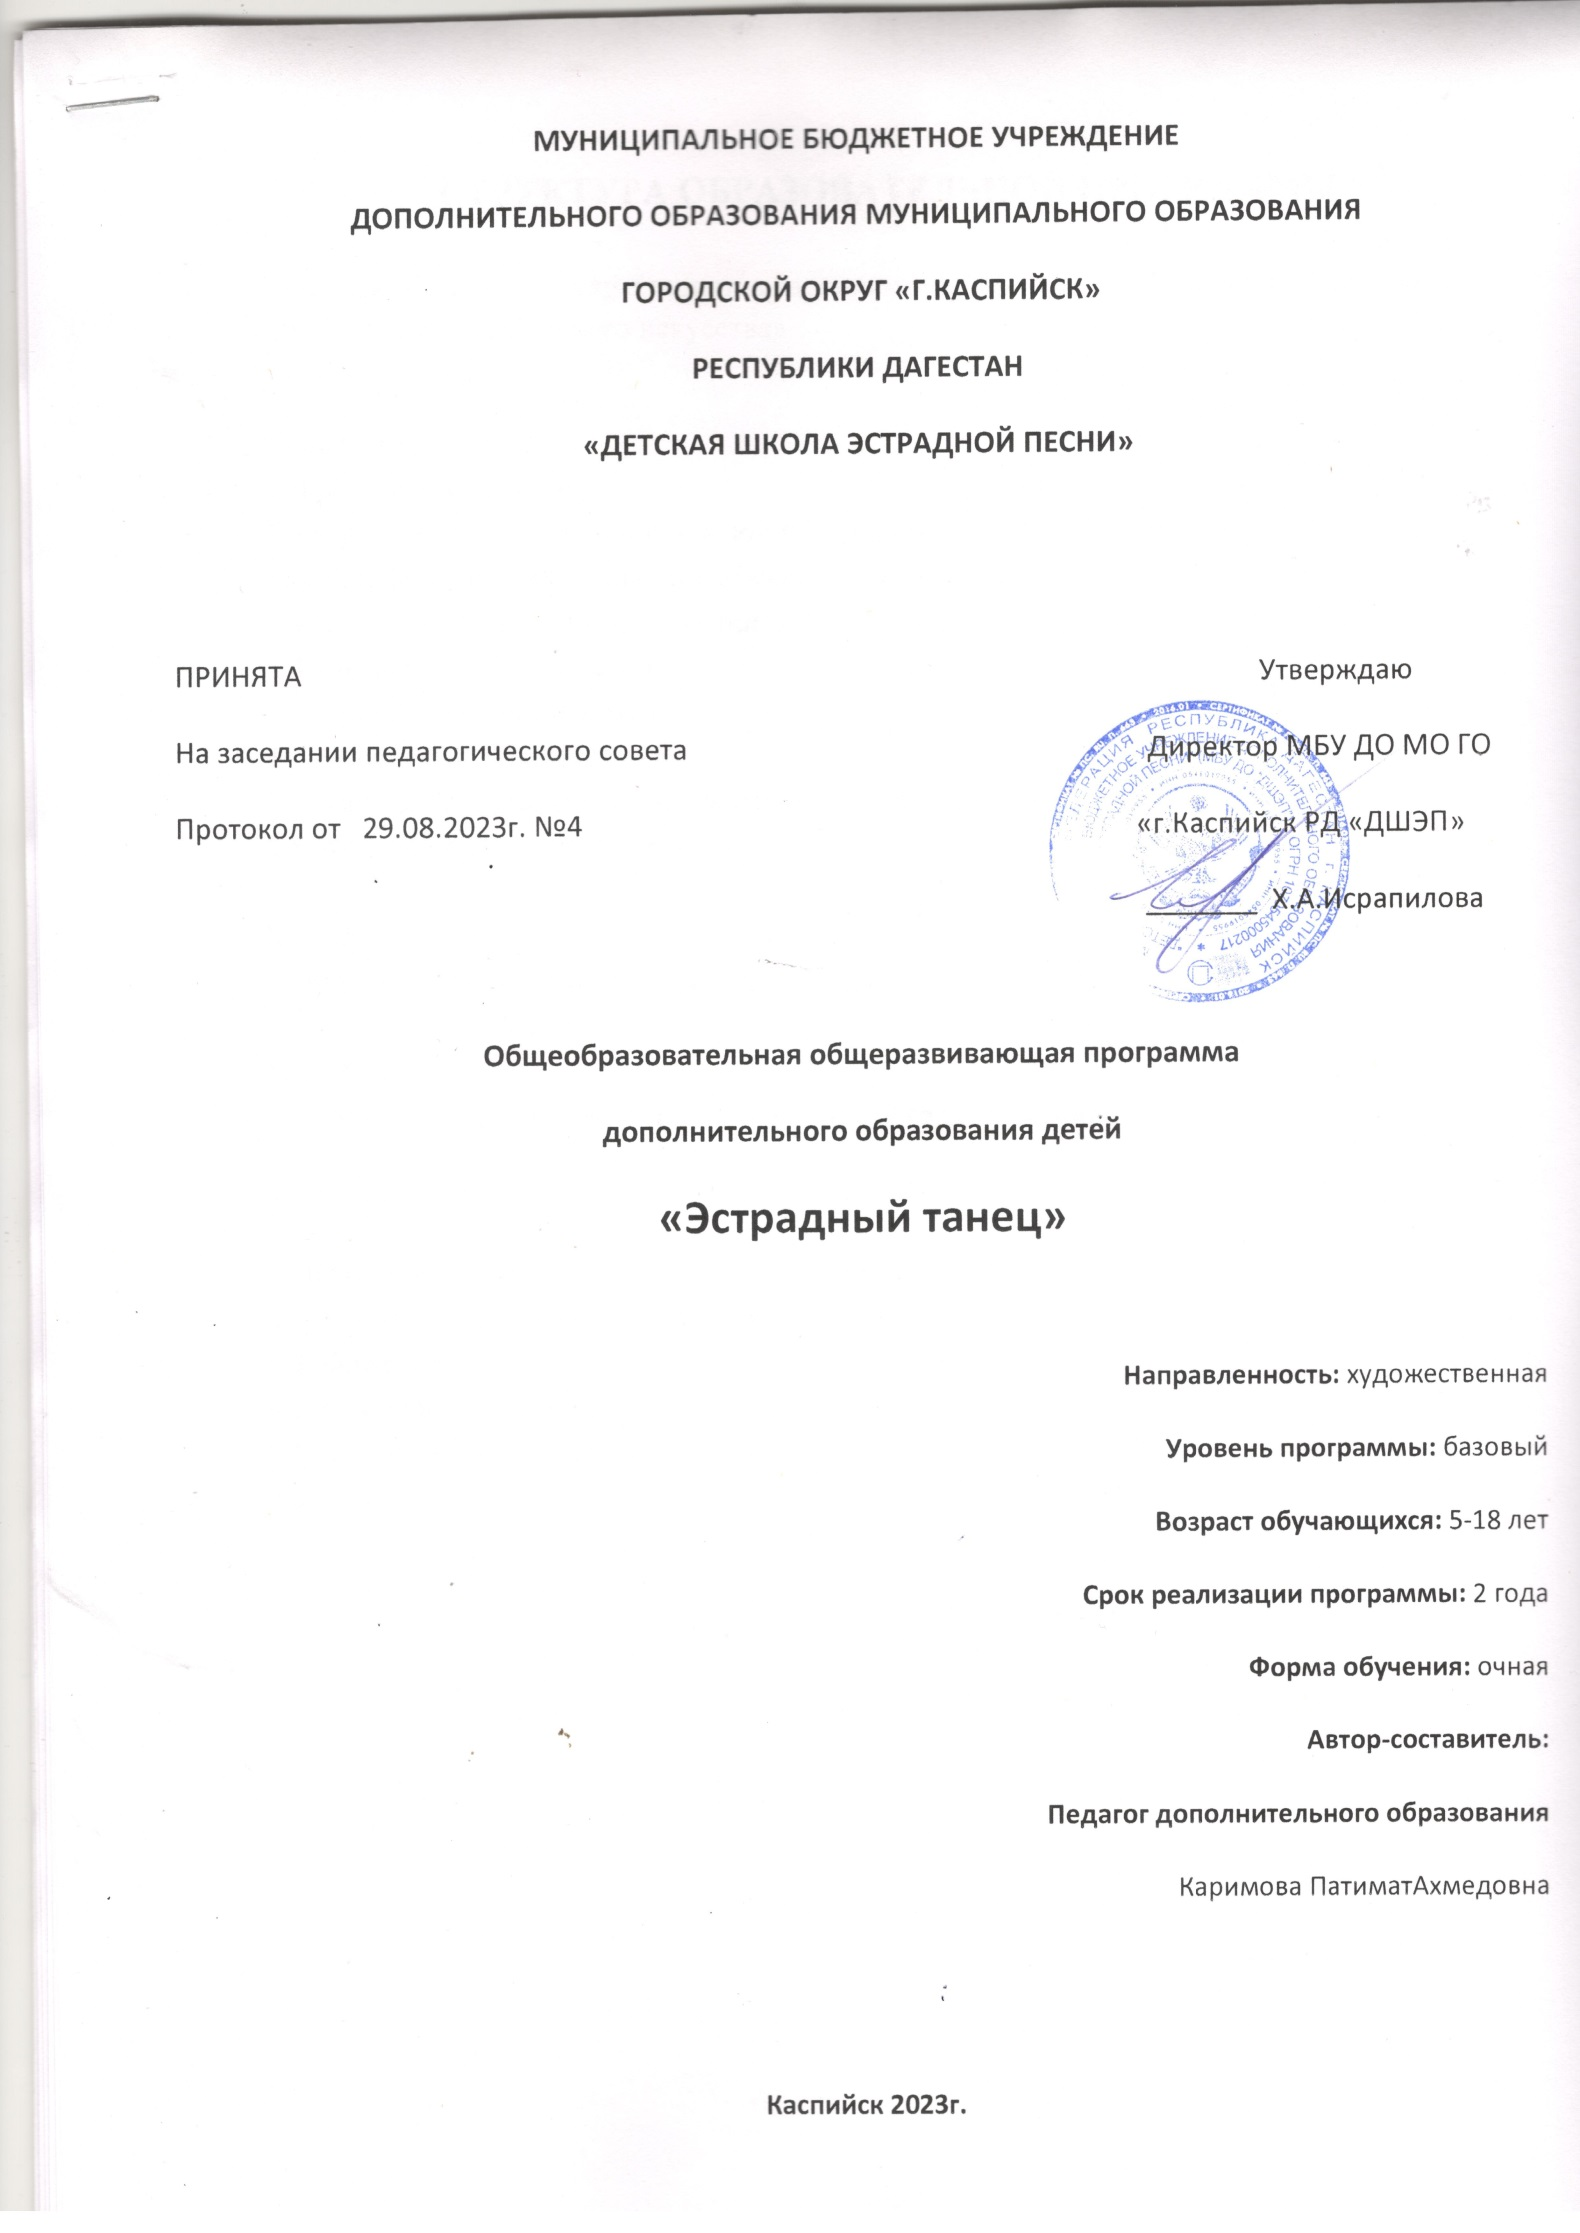 МУНИЦИПАЛЬНОЕ БЮДЖЕТНОЕ УЧРЕЖДЕНИЕ
ДОПОЛНИТЕЛЬНОГО ОБРАЗОВАНИЯ МУНИЦИПАЛЬНОГО ОБРАЗОВАНИЯ
ГОРОДСКОЙ ОКРУГ «Г.КАСПИЙСК»
РЕСПУБЛИКИ ДАГЕСТАН
«ДЕТСКАЯ ШКОЛА ЭСТРАДНОЙ ПЕСНИ»
ПРИНЯТА
На заседании педагогического совета
Протокол от 29.08.2023г. №4
Утверждаю
Директор МБУ ДО МО ГО
«г.Каспийск РД «ДШЭП»
Х.А.Исрапилова
РЕСПУБЛИКА ДАГЕСТАН Г. КАСПИЙСК
Общеобразовательная общеразвивающая программа
дополнительного образования детей
«Эстрадный танец»
Направленность: художественная
Уровень программы: базовый
Возраст обучающихся: 5-18 лет
Срок реализации программы: 2 года
Форма обучения: очная
Автор-составитель:
Педагог дополнительного образования
Каримова ПатиматАхмедовна
Каспийск 2023г.